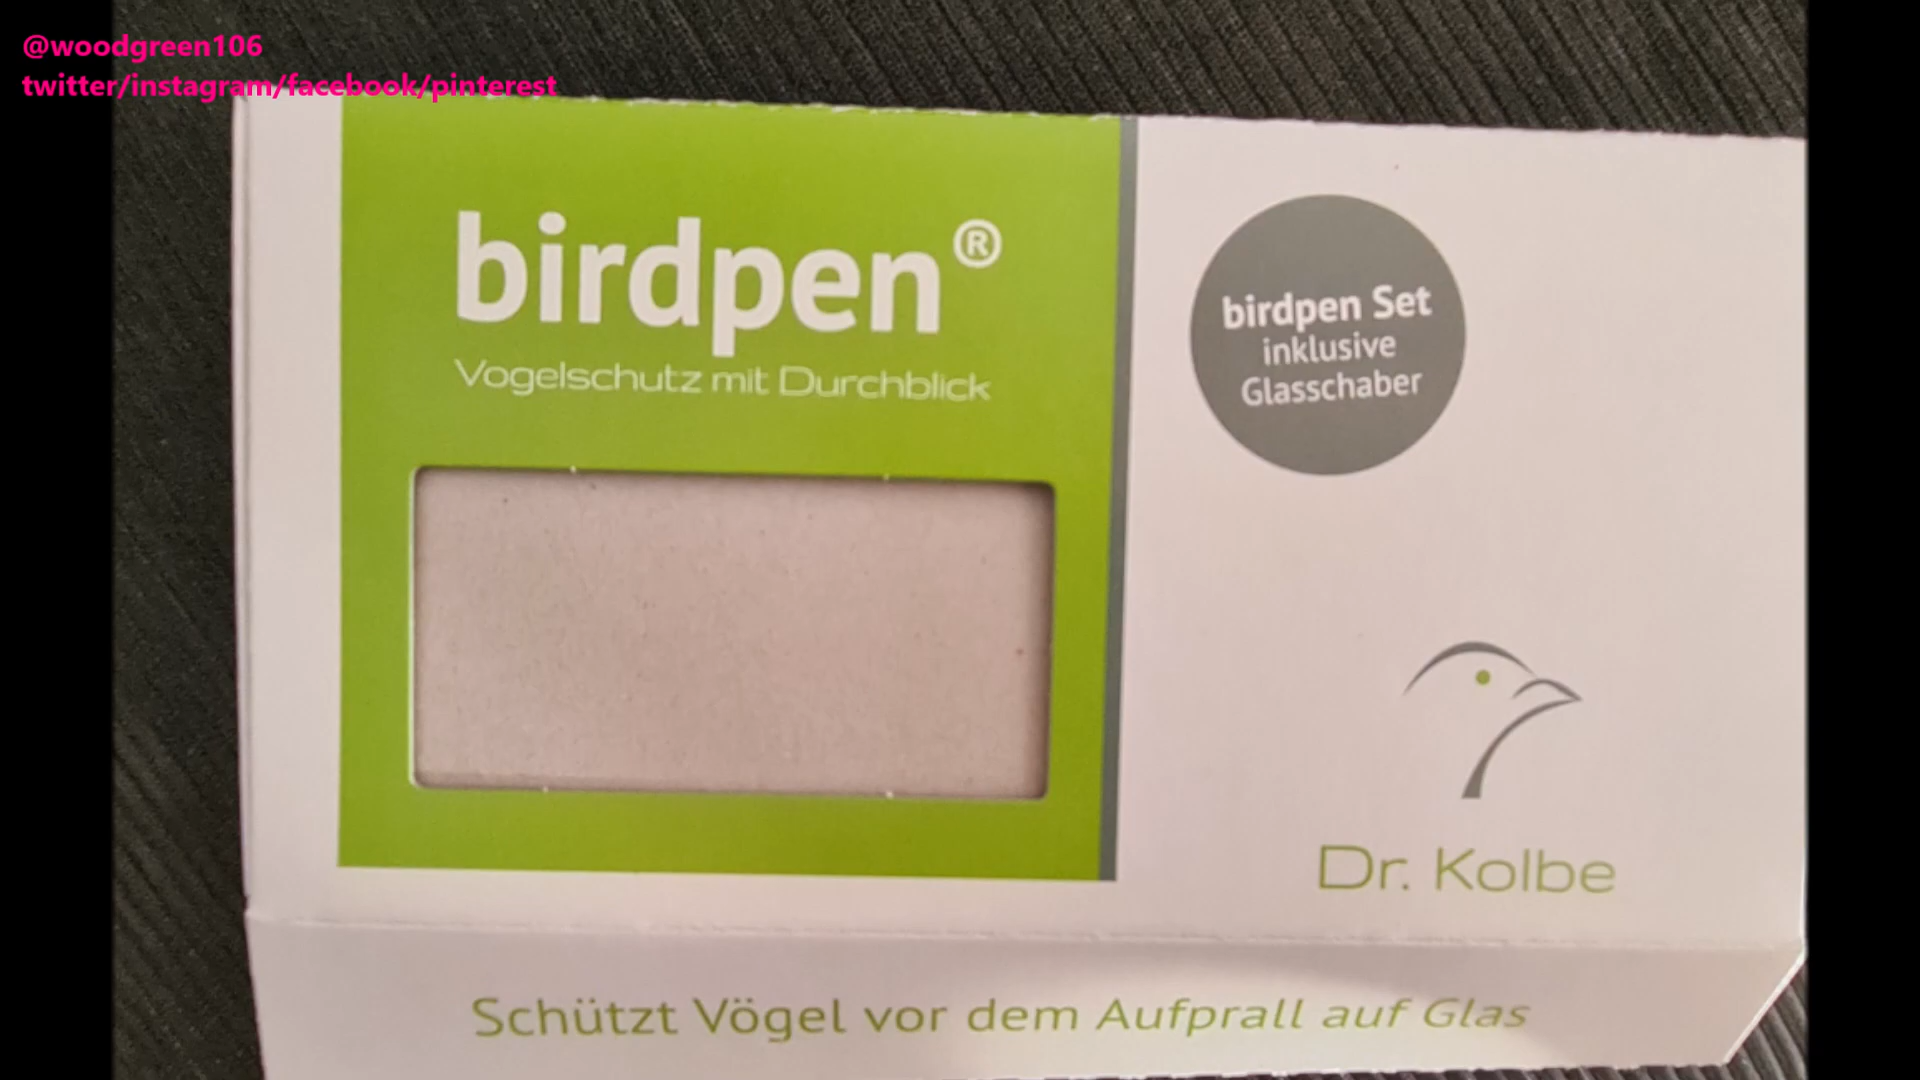 @woodgreen106
twitter/instagram/facebook/pinterest
birdpen®
Vogelschutz mit Durchblick
birdpen Set
inklusive
Glasschaber
Dr. Kolbe
Schützt Vögel vor dem Aufprall auf Glas